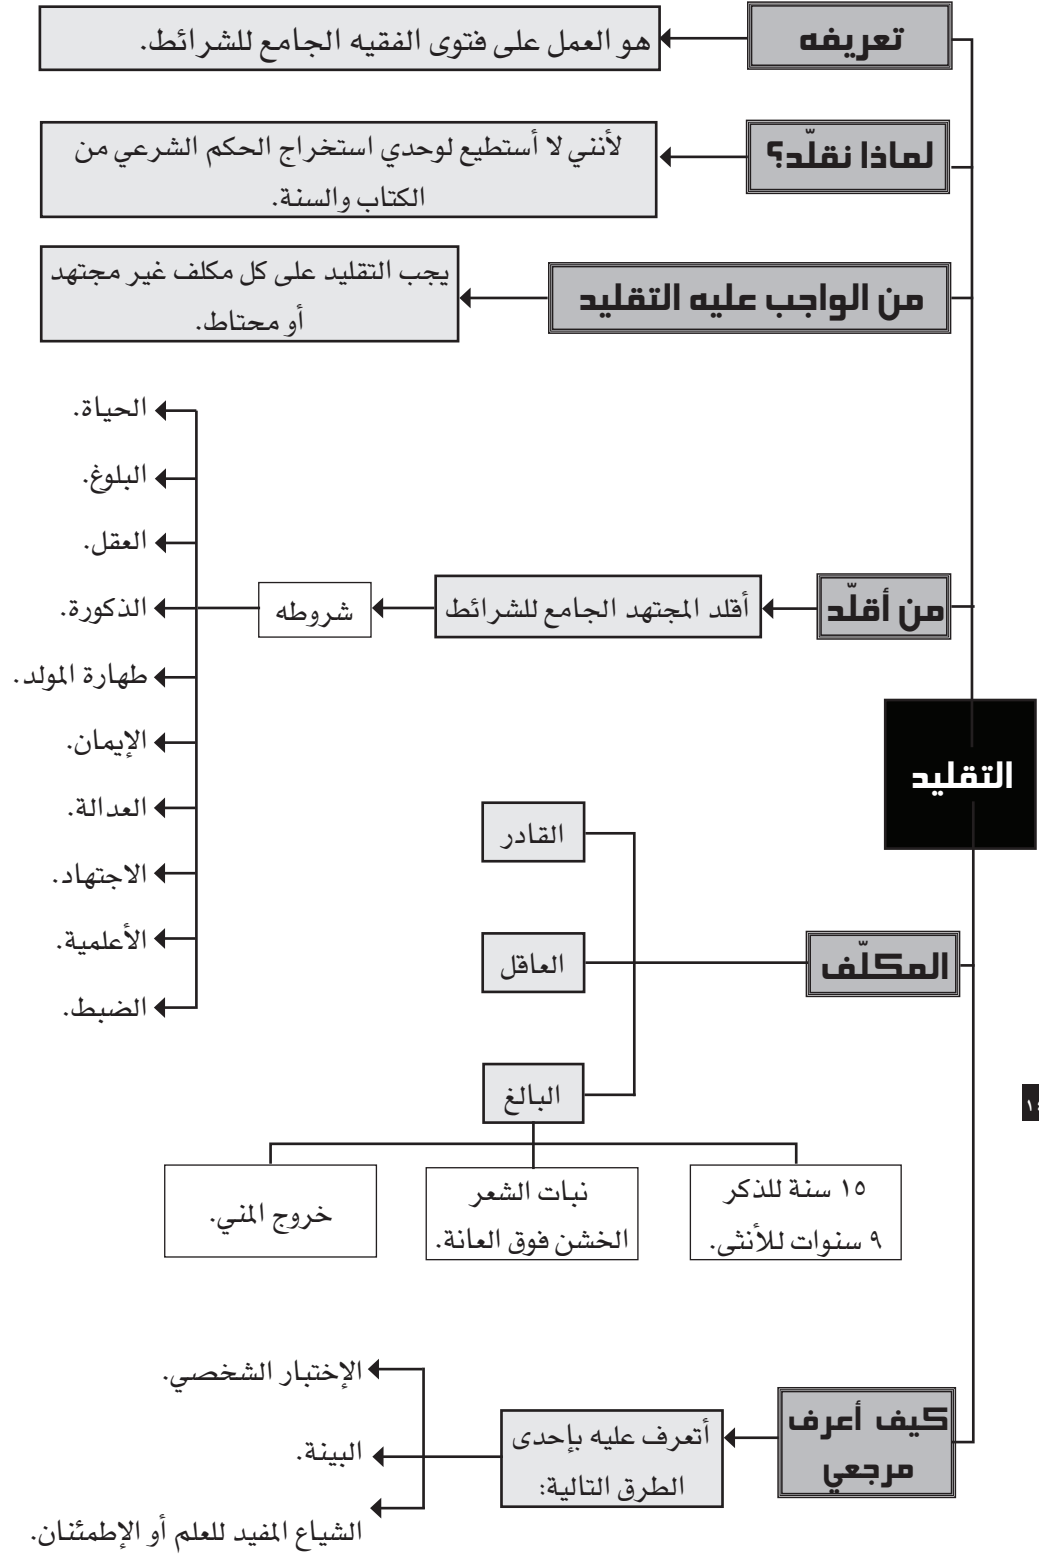 تعريفه
هو العمل على فتوى الفقيه الجامع للشرائط.
لماذا نقلّد؟
لأنني لا أستطيع لوحدي استخراج الحكم الشرعي من
الكتاب والسنة.
من الواجب عليه التقليد
يجب التقليد على كل مكلف غير مجتهد
أو محتاط.
من أقلّد
أقلد المجتهد الجامع للشرائط
شروطه
الحياة.
البلوغ.
العقل.
الذكورة.
طهارة المولد.
الإيمان.
العدالة.
الاجتهاد.
الأعلمية.
الضبط.
التقليد
المكلّف
القادر
العاقل
البالغ
١٥ سنة للذكر
٩ سنوات للأنثى.
نبات الشعر
الخشن فوق العانة.
خروج المني.
١٤
كيف أعرف
مرجعي
أتعرف عليه بإحدى
الطرق التالية:
الإختبار الشخصي.
البينة.
الشياع المفيد للعلم أو الإطمئنان.